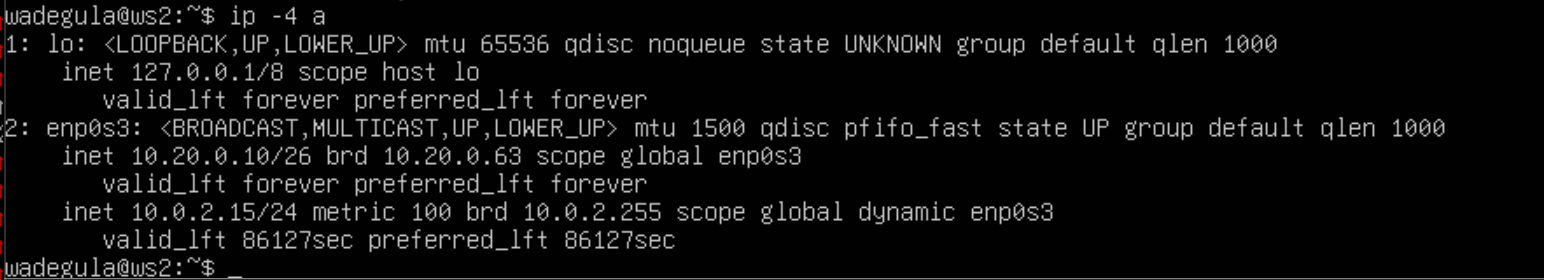 wadegula@ws2:~$ ip -4 a
1: lo: <LOOPBACK,UP,LOWER_UP> mtu 65536 qdisc noqueue state UNKNOWN group default qlen 1000
    inet 127.0.0.1/8 scope host lo
       valid_lft forever preferred_lft forever
2: enp0s3: <BROADCAST,MULTICAST,UP,LOWER_UP> mtu 1500 qdisc pfifo_fast state UP group default qlen 1000
    inet 10.20.0.10/26 brd 10.20.0.63 scope global enp0s3
       valid_lft forever preferred_lft forever
    inet 10.0.2.15/24 metric 100 brd 10.0.2.255 scope global dynamic enp0s3
       valid_lft 86127sec preferred_lft 86127sec
wadegula@ws2:~$ _